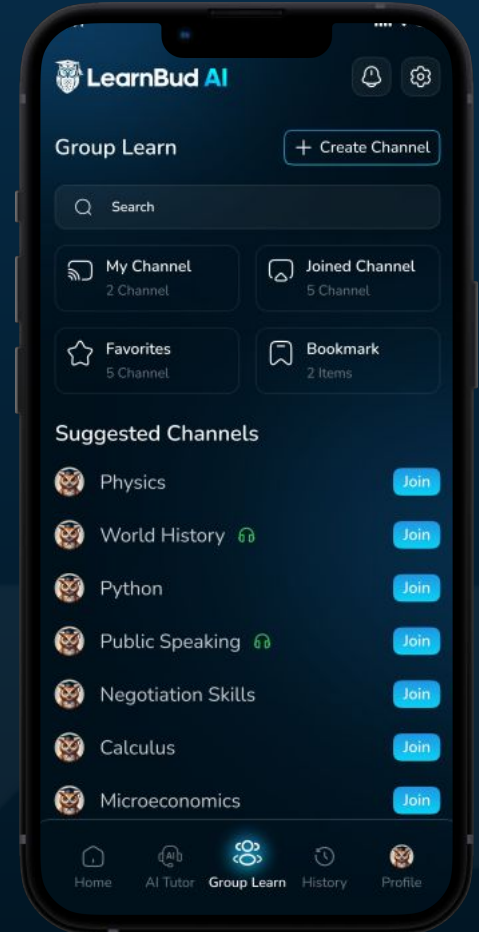 LearnBud AI
Group Learn
+ Create Channel
Search
My Channel
2 Channel
Joined Channel
5 Channel
Favorites
5 Channel
Bookmark
2 Items
Suggested Channels
Physics
Join
World History
Join
Python
Join
Public Speaking
Join
Negotiation Skills
Join
Calculus
Join
Microeconomics
Join
AI
Home
AI Tutor
Group Learn
History
Profile